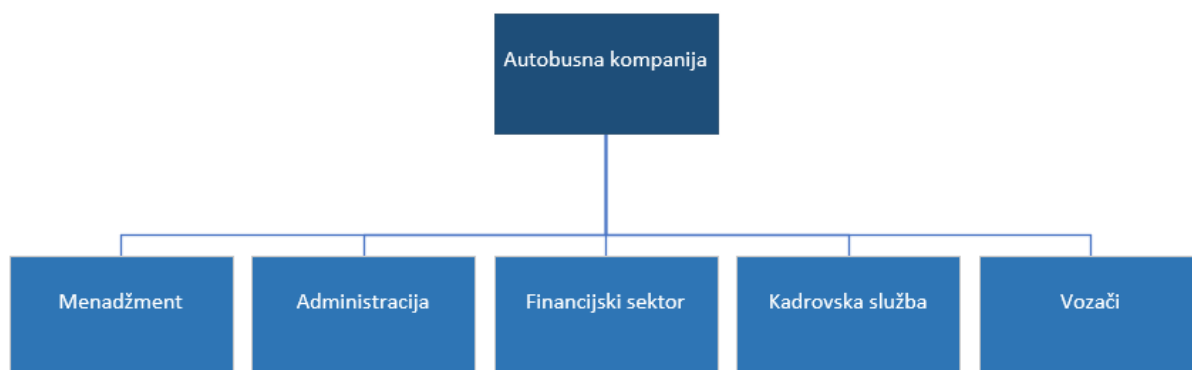 Autobusna kompanija
Menadžment
Administracija
Financijski sektor
Kadrovska služba
Vozači